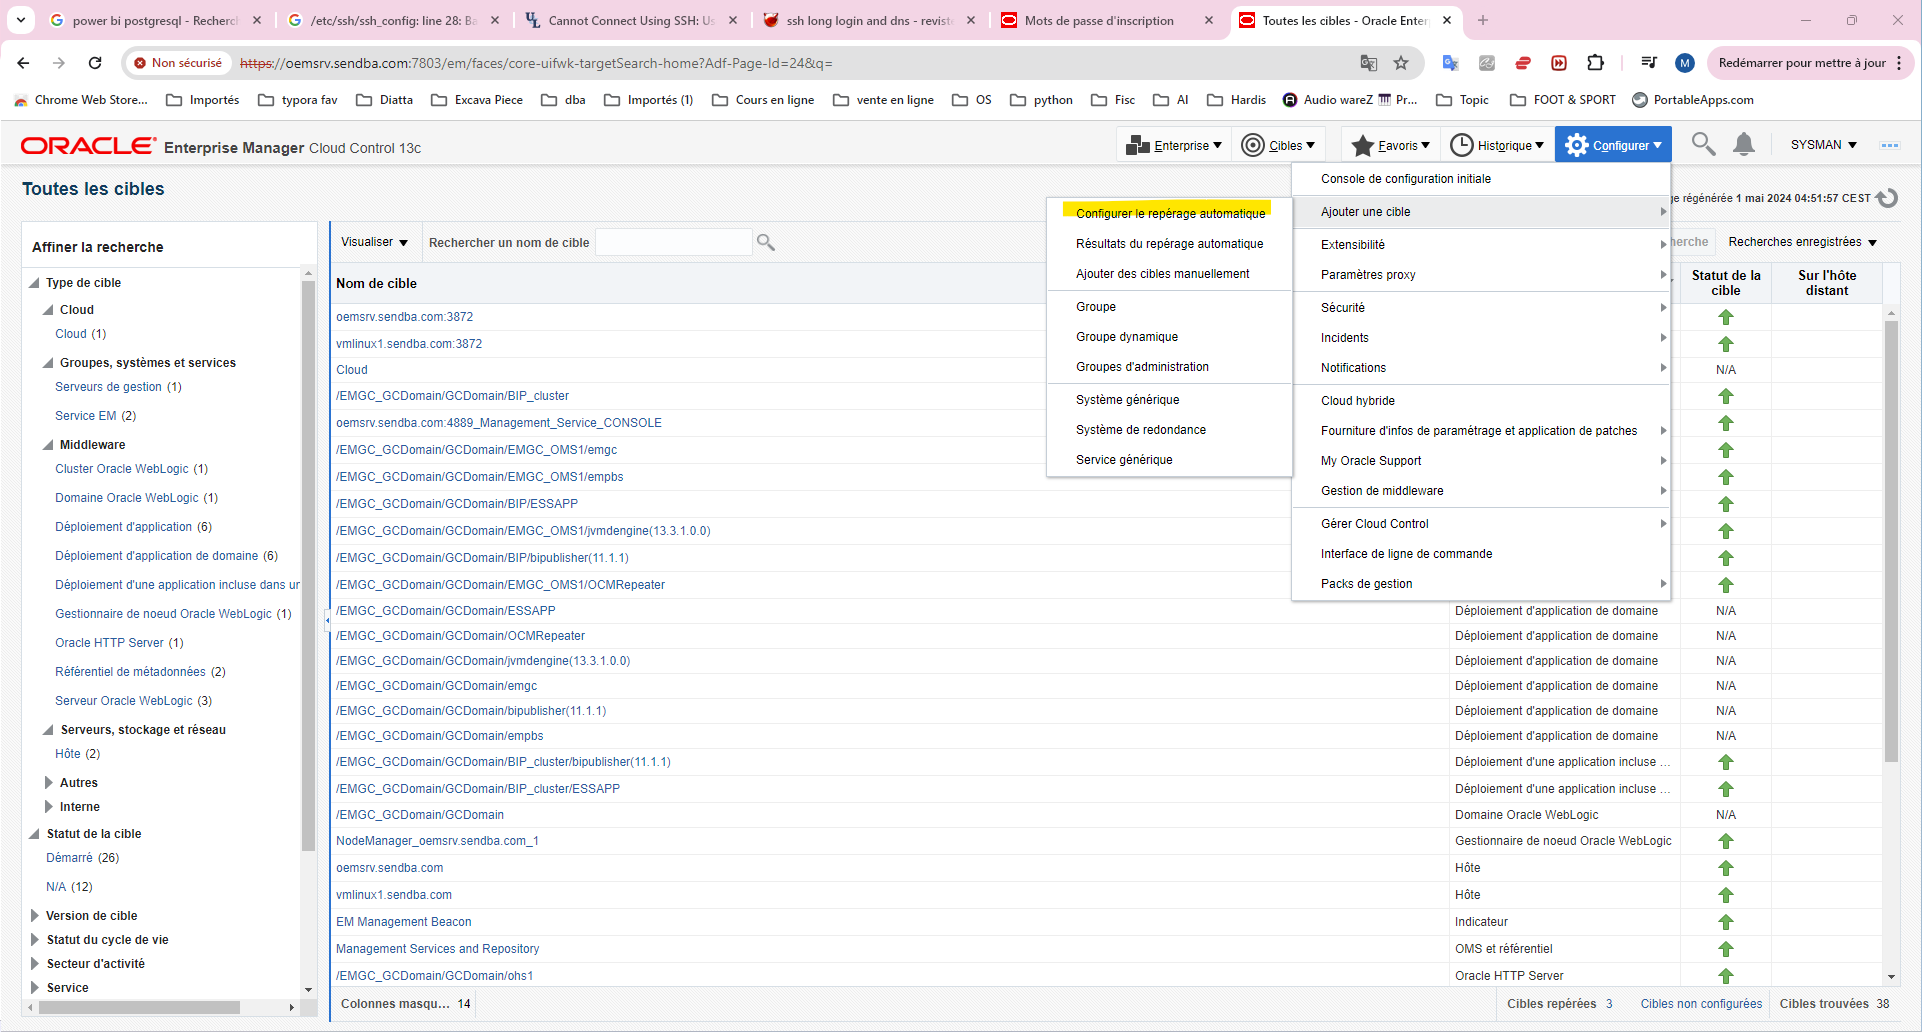 power bi postgresql - Recherch
/etc/ssh/ssh_config: line 28: Ba
Cannot Connect Using SSH: Us
ssh long login and dns - reviste
Mots de passe d'inscription
Toutes les cibles - Oracle Enter
Non sécurisé
https://oemsrv.sendba.com:7803/em/faces/core-uifwk-targetSearch-home?Adf-Page-Id=24&q=
M
Redémarrer pour mettre à jour
Chrome Web Store...
Importés
typora fav
Diatta
Excava Piece
dba
Importés (1)
Cours en ligne
vente en ligne
OS
python
Fisc
AI
Hardis
Audio wareZ
Pr...
Topic
FOOT & SPORT
PortableApps.com
ORACLE Enterprise Manager Cloud Control 13c
Enterprise
Cibles
Favoris
Historique
Configurer
SYSMAN
Toutes les cibles
ge régénérée 1 mai 2024 04:51:57 CEST
Affiner la recherche
Type de cible
Cloud
Cloud (1)
Groupes, systèmes et services
Serveurs de gestion (1)
Service EM (2)
Middleware
Cluster Oracle WebLogic (1)
Domaine Oracle WebLogic (1)
Déploiement d'application (6)
Déploiement d'application de domaine (6)
Déploiement d'une application incluse dans un
Gestionnaire de noeud Oracle WebLogic (1)
Oracle HTTP Server (1)
Référentiel de métadonnées (2)
Serveur Oracle WebLogic (3)
Serveurs, stockage et réseau
Hôte (2)
Autres
Interne
Statut de la cible
Démarré (26)
N/A (12)
Version de cible
Statut du cycle de vie
Secteur d'activité
Service
Visualiser
Rechercher un nom de cible
herche
Recherches enregistrées
Nom de cible
Statut de la cible
Sur l'hôte distant
oemsrv.sendba.com:3872
vmlinux1.sendba.com:3872
Cloud
N/A
/EMGC_GCDomain/GCDomain/BIP_cluster
oemsrv.sendba.com:4889_Management_Service_CONSOLE
/EMGC_GCDomain/GCDomain/EMGC_OMS1/emgc
/EMGC_GCDomain/GCDomain/EMGC_OMS1/empbs
/EMGC_GCDomain/GCDomain/BIP/ESSAPP
/EMGC_GCDomain/GCDomain/EMGC_OMS1/jvmdengine(13.3.1.0.0)
/EMGC_GCDomain/GCDomain/BIP/bipublisher(11.1.1)
/EMGC_GCDomain/GCDomain/EMGC_OMS1/OCMRepeater
/EMGC_GCDomain/GCDomain/ESSAPP
Déploiement d'application de domaine
N/A
/EMGC_GCDomain/GCDomain/OCMRepeater
Déploiement d'application de domaine
N/A
/EMGC_GCDomain/GCDomain/jvmdengine(13.3.1.0.0)
Déploiement d'application de domaine
N/A
/EMGC_GCDomain/GCDomain/emgc
Déploiement d'application de domaine
N/A
/EMGC_GCDomain/GCDomain/bipublisher(11.1.1)
Déploiement d'application de domaine
N/A
/EMGC_GCDomain/GCDomain/empbs
Déploiement d'application de domaine
N/A
/EMGC_GCDomain/GCDomain/BIP_cluster/bipublisher(11.1.1)
Déploiement d'une application incluse ...
/EMGC_GCDomain/GCDomain/BIP_cluster/ESSAPP
Déploiement d'une application incluse ...
/EMGC_GCDomain/GCDomain
Domaine Oracle WebLogic
N/A
NodeManager_oemsrv.sendba.com_1
Gestionnaire de noeud Oracle WebLogic
oemsrv.sendba.com
Hôte
vmlinux1.sendba.com
Hôte
EM Management Beacon
Indicateur
Management Services and Repository
OMS et référentiel
/EMGC_GCDomain/GCDomain/ohs1
Oracle HTTP Server
Colonnes masqu... 14
Cibles repérées 3
Cibles non configurées
Cibles trouvées 38
Configurer le repérage automatique
Résultats du repérage automatique
Ajouter des cibles manuellement
Groupe
Groupe dynamique
Groupes d'administration
Système générique
Système de redondance
Service générique
Console de configuration initiale
Ajouter une cible
Extensibilité
Paramètres proxy
Sécurité
Incidents
Notifications
Cloud hybride
Fourniture d'infos de paramétrage et application de patches
My Oracle Support
Gestion de middleware
Gérer Cloud Control
Interface de ligne de commande
Packs de gestion